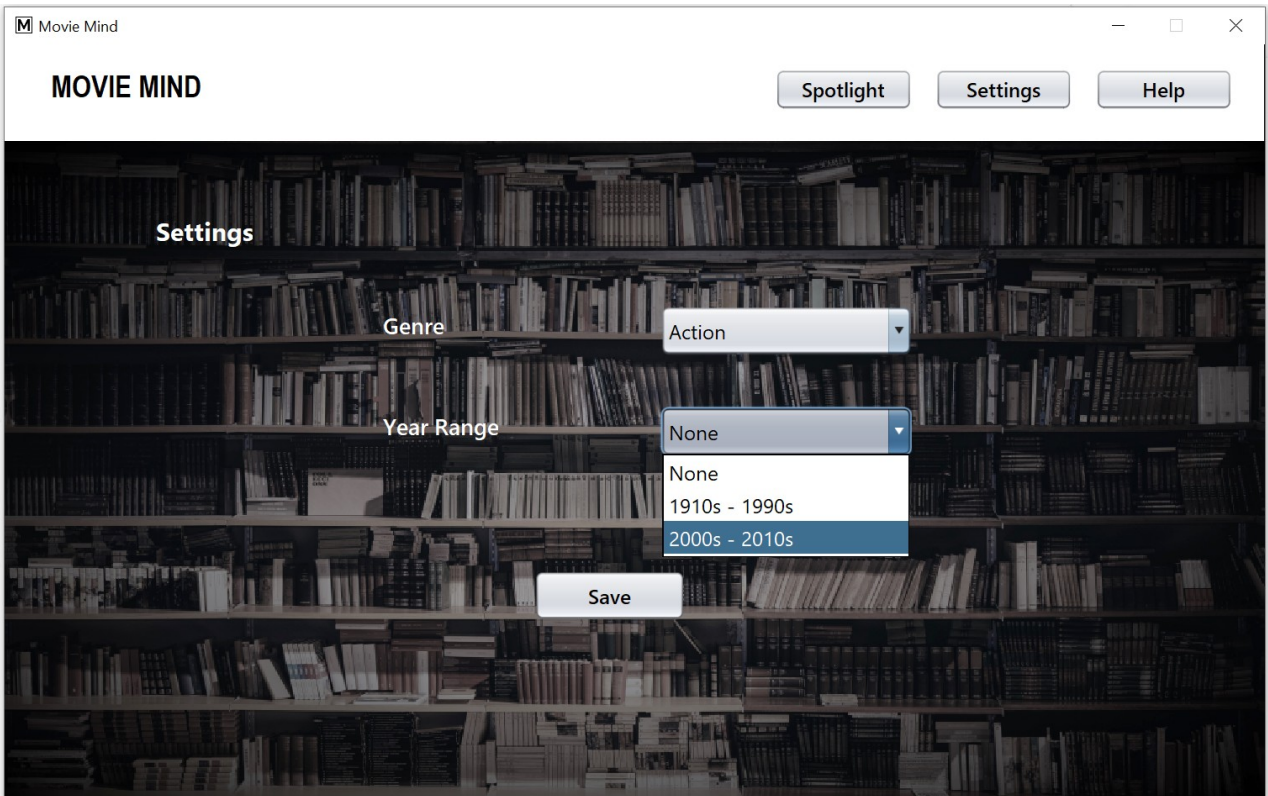 M Movie Mind
MOVIE MIND
Spotlight Settings Help
Settings
Genre Action
Year Range None
None
1910s - 1990s
2000s - 2010s
Save